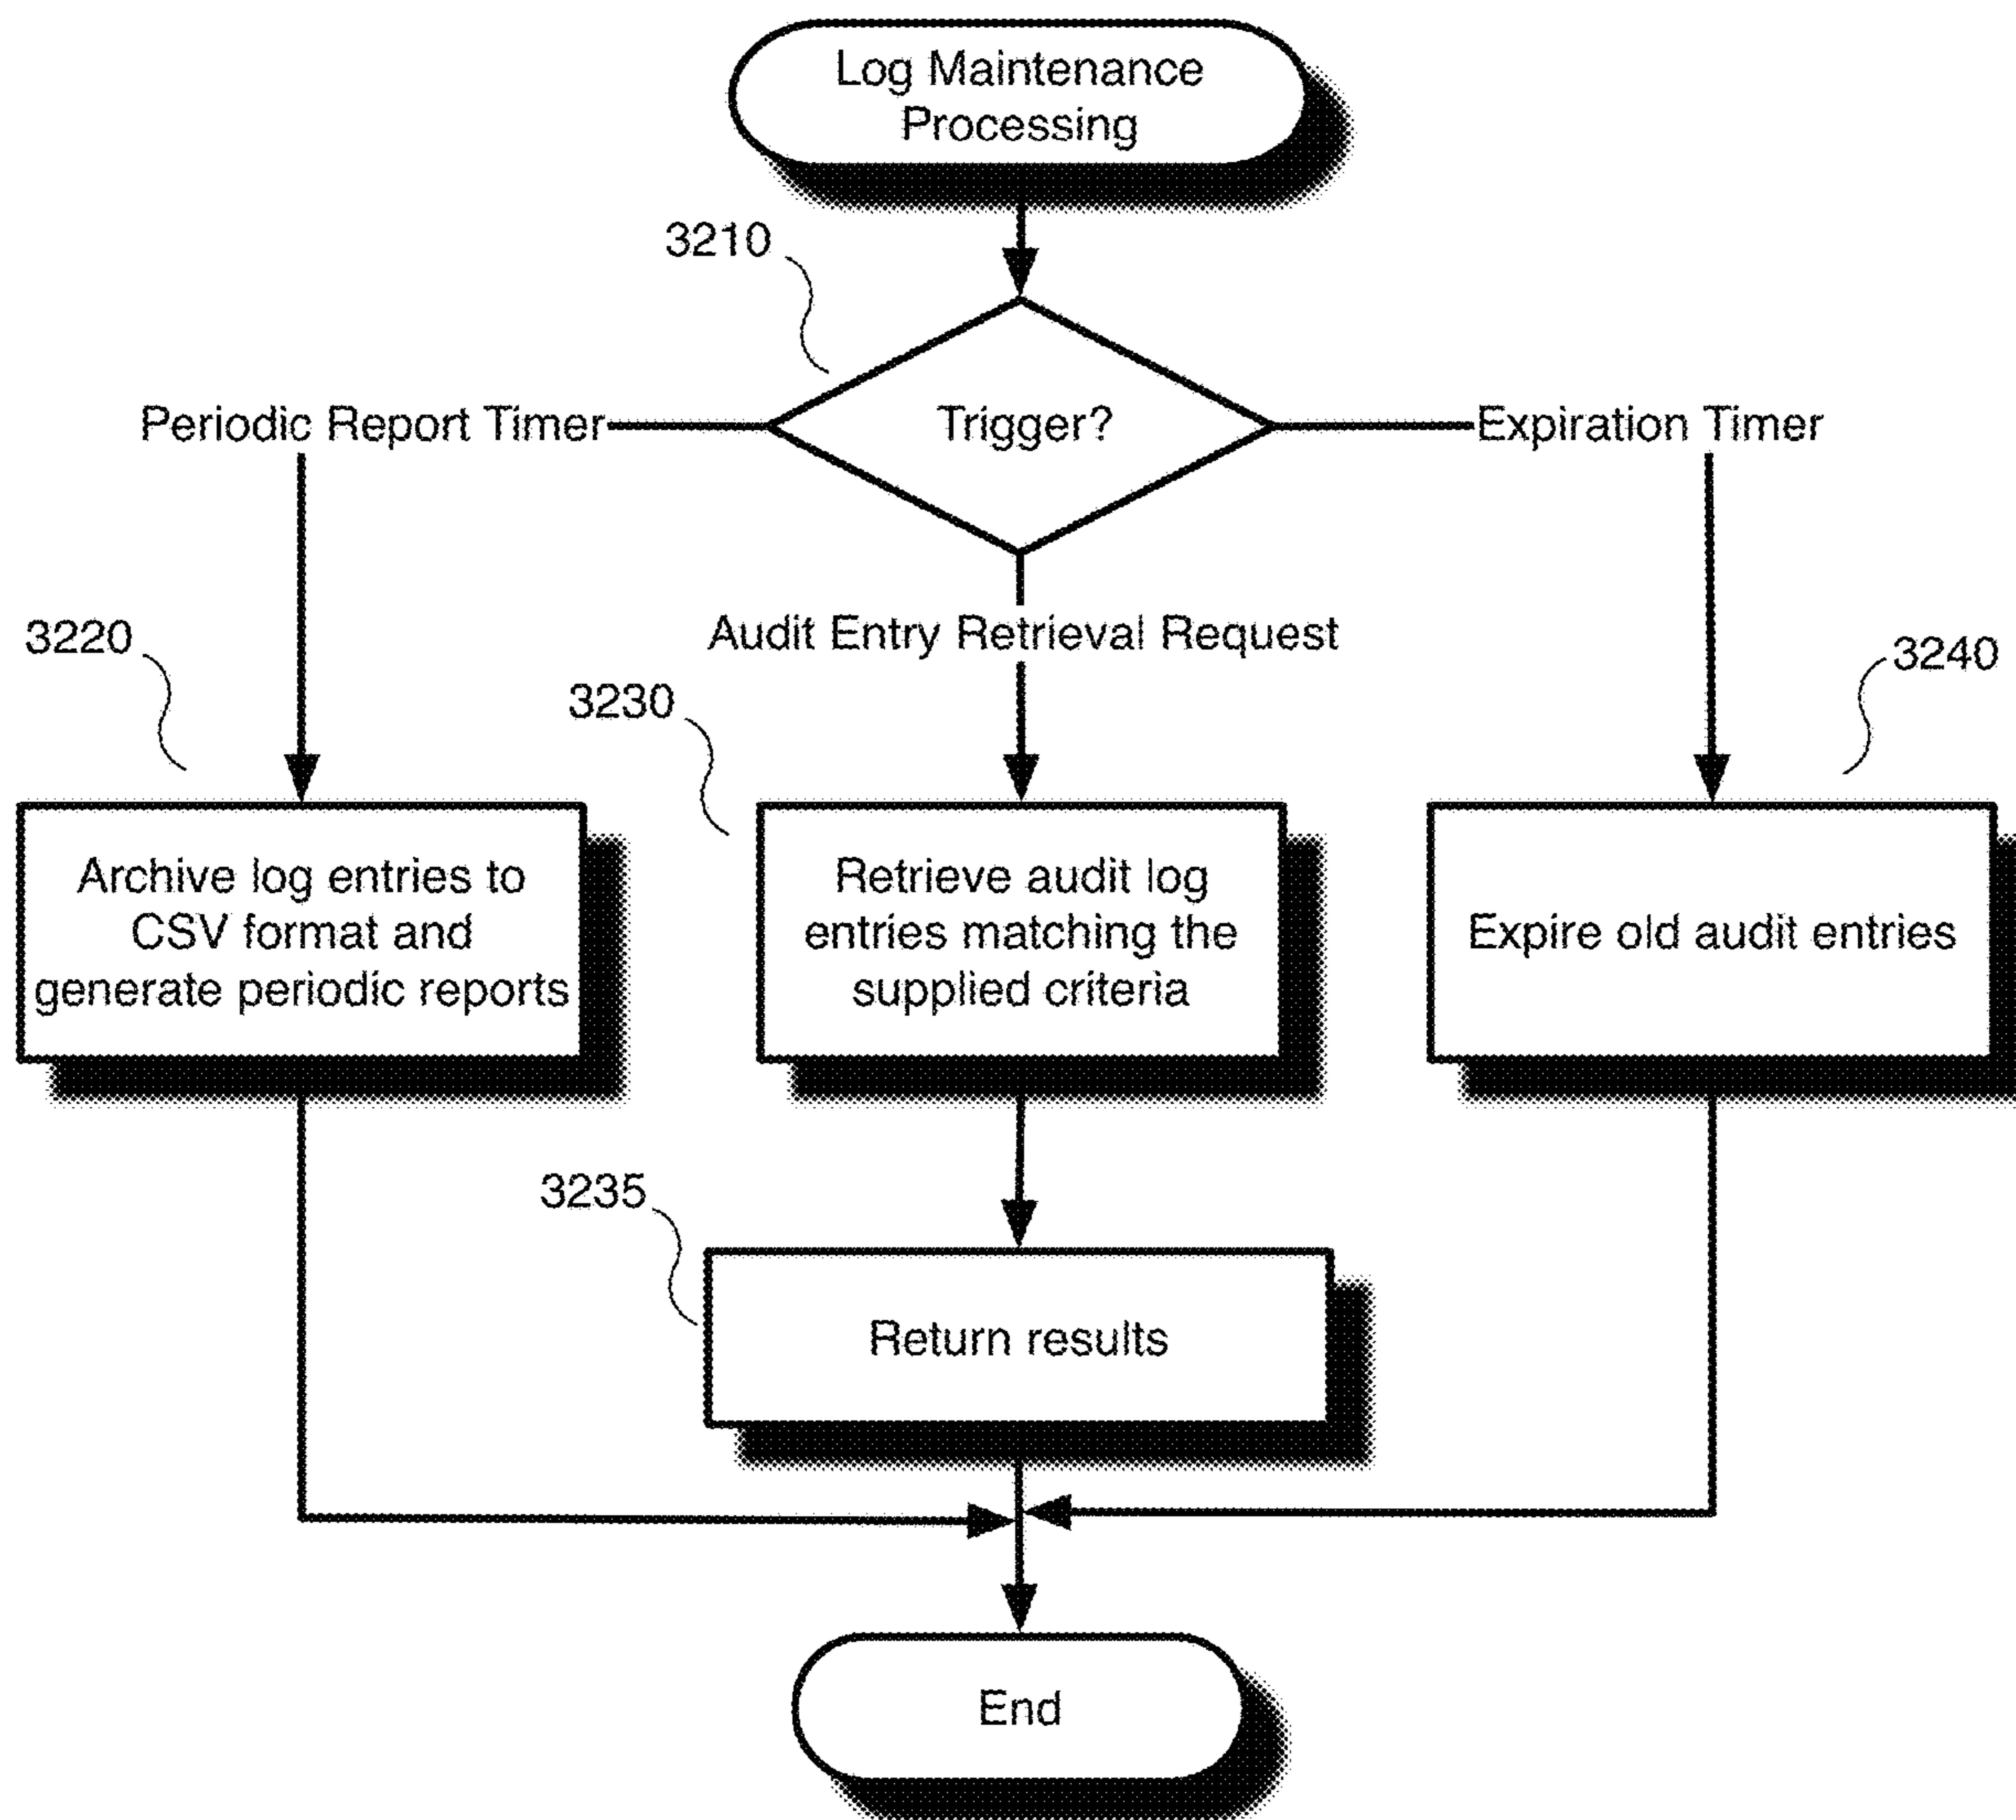 Log Maintenance
Processing
3210
Trigger?
Periodic Report Timer
Expiration Timer
Audit Entry Retrieval Request
3220
3230
3240
Archive log entries to
CSV format and
generate periodic reports
Retrieve audit log
entries matching the
supplied criteria
Expire old audit entries
3235
Return results
End